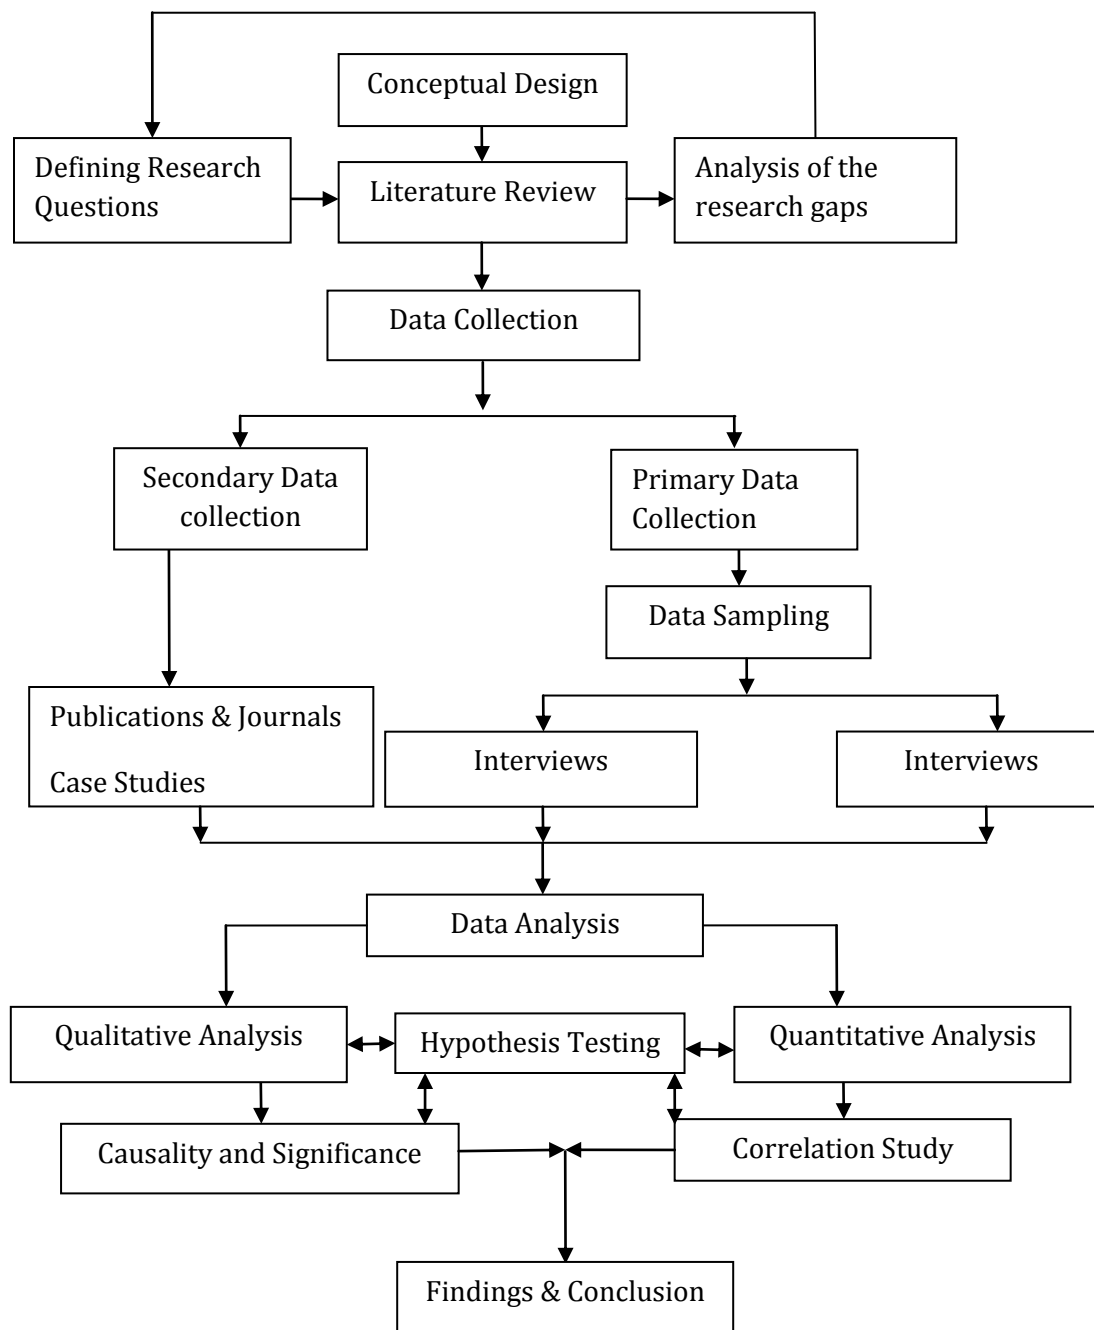 Conceptual Design
Defining Research
Questions
Literature Review
Analysis of the
research gaps
Data Collection
Secondary Data
collection
Primary Data
Collection
Data Sampling
Publications & Journals
Case Studies
Interviews
Interviews
Data Analysis
Qualitative Analysis
Hypothesis Testing
Quantitative Analysis
Causality and Significance
Correlation Study
Findings & Conclusion